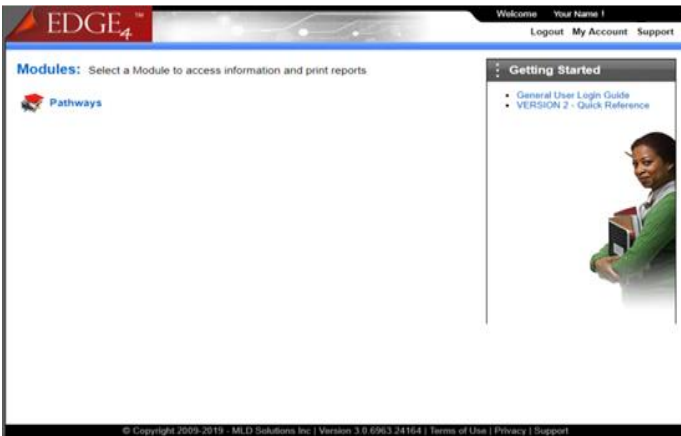 EDGE4™
Welcome Your Name !
Logout My Account Support
Modules: Select a Module to access information and print reports
Pathways
Getting Started
General User Login Guide
VERSION 2 - Quick Reference
© Copyright 2009-2019 - MLD Solutions Inc | Version 3.0.6963.24164 | Terms of Use | Privacy | Support